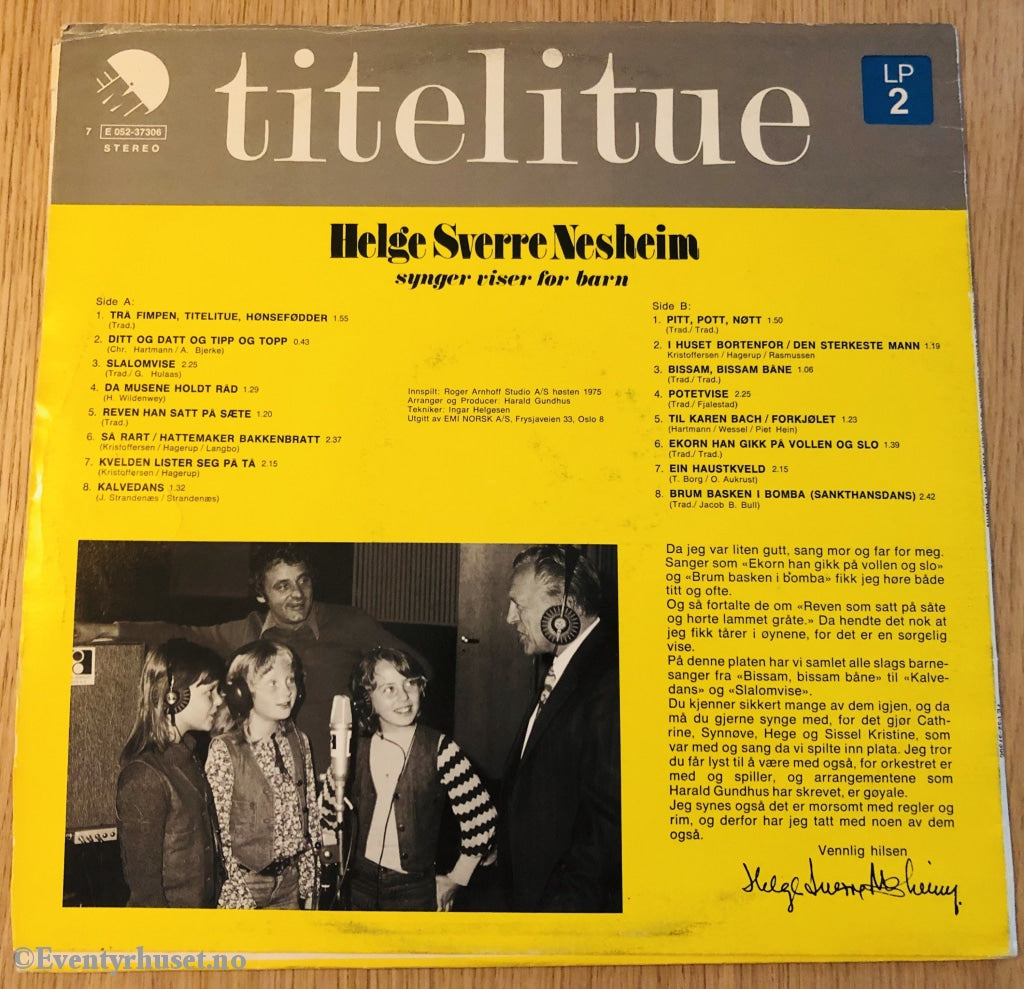 titelitue
LP
2
7 E 052-37306
STEREO
Helge Sverre Nesheim
synger viser for barn
Side A:
1. TRÅ FIMPEN, TITELITUE, HØNSEFØDDER 1.55
(Trad.)
2. DITT OG DATT OG TIPP OG TOPP 0.43
(Chr. Hartmann / A. Bjerke)
3. SLALOMVISE 2.25
(Trad./ G. Hulaas)
4. DA MUSENE HOLDT RÅD 1.29
(H. Wildenwey)
5. REVEN HAN SATT PÅ SÆTE 1.20
(Trad.)
6. SÅ RART / HATTEMAKER BAKKENBRATT 2.37
(Kristoffersen / Hagerup / Langbo)
7. KVELDEN LISTER SEG PÅ TÅ 2.15
(Kristoffersen / Hagerup)
8. KALVEDANS 1.32
(J. Strandenæs / Strandenæs)
Innspilt: Roger Arnhoff Studio A/S høsten 1975
Arrangør og Producer: Harald Gundhus
Tekniker: Ingar Helgesen
Utgitt av EMI NORSK A/S, Frysjaveien 33, Oslo 8
Side B:
1. PITT, POTT, NØTT 1.50
(Trad./ Trad.)
2. I HUSET BORTENFOR / DEN STERKESTE MANN 1.19
Kristoffersen / Hagerup / Rasmussen
3. BISSAM, BISSAM BÅNE 1.06
(Trad./ Trad.)
4. POTETVISE 2.25
(Trad./ Fjalestad)
5. TIL KAREN BACH / FORKJØLET 1.23
(Hartmann / Wessel / Piet Hein)
6. EKORN HAN GIKK PÅ VOLLEN OG SLO 1.39
(Trad./ Trad.)
7. EIN HAUSTKVELD 2.15
(T. Borg / O. Aukrust)
8. BRUM BASKEN I BOMBA (SANKTHANSDANS) 2.42
(Trad./ Jacob B. Bull)
Da jeg var liten gutt, sang mor og far for meg.
Sanger som «Ekorn han gikk på vollen og slo»
og «Brum basken i bomba» fikk jeg høre både
titt og ofte.
Og så fortalte de om «Reven som satt på såte
og hørte lammet gråte.» Da hendte det nok at
jeg fikk tårer i øynene, for det er en sørgelig
vise.
På denne platen har vi samlet alle slags barne-
sanger fra «Bissam, bissam båne» til «Kalve-
dans» og «Slalomvise».
Du kjenner sikkert mange av dem igjen, og da
må du gjerne synge med, for det gjør Cath-
rine, Synnøve, Hege og Sissel Kristine, som
var med og sang da vi spilte inn plata. Jeg tror
du får lyst til å være med også, for orkestret er
med og spiller, og arrangementene som
Harald Gundhus har skrevet, er gøyale.
Jeg synes også det er morsomt med regler og
rim, og derfor har jeg tatt med noen av dem
også.
Vennlig hilsen
Helge Sverre Nesheim.
©Eventyrhuset.no